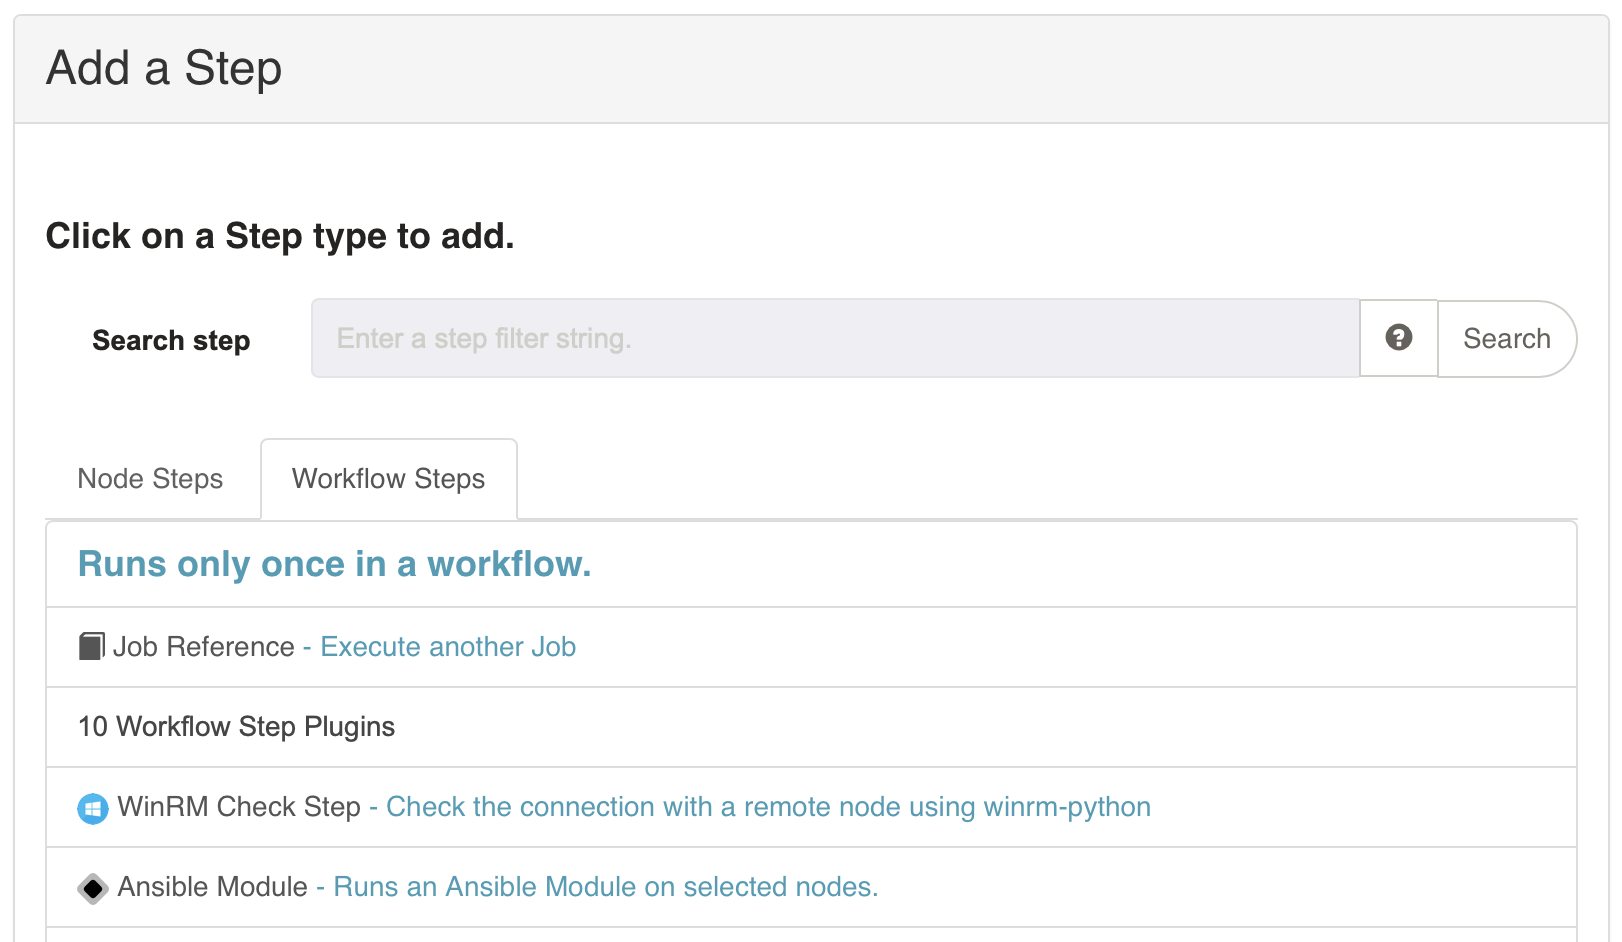 Add a Step
Click on a Step type to add.
Search step
Enter a step filter string.
Search
Node Steps
Workflow Steps
Runs only once in a workflow.
Job Reference - Execute another Job
10 Workflow Step Plugins
WinRM Check Step - Check the connection with a remote node using winrm-python
Ansible Module - Runs an Ansible Module on selected nodes.